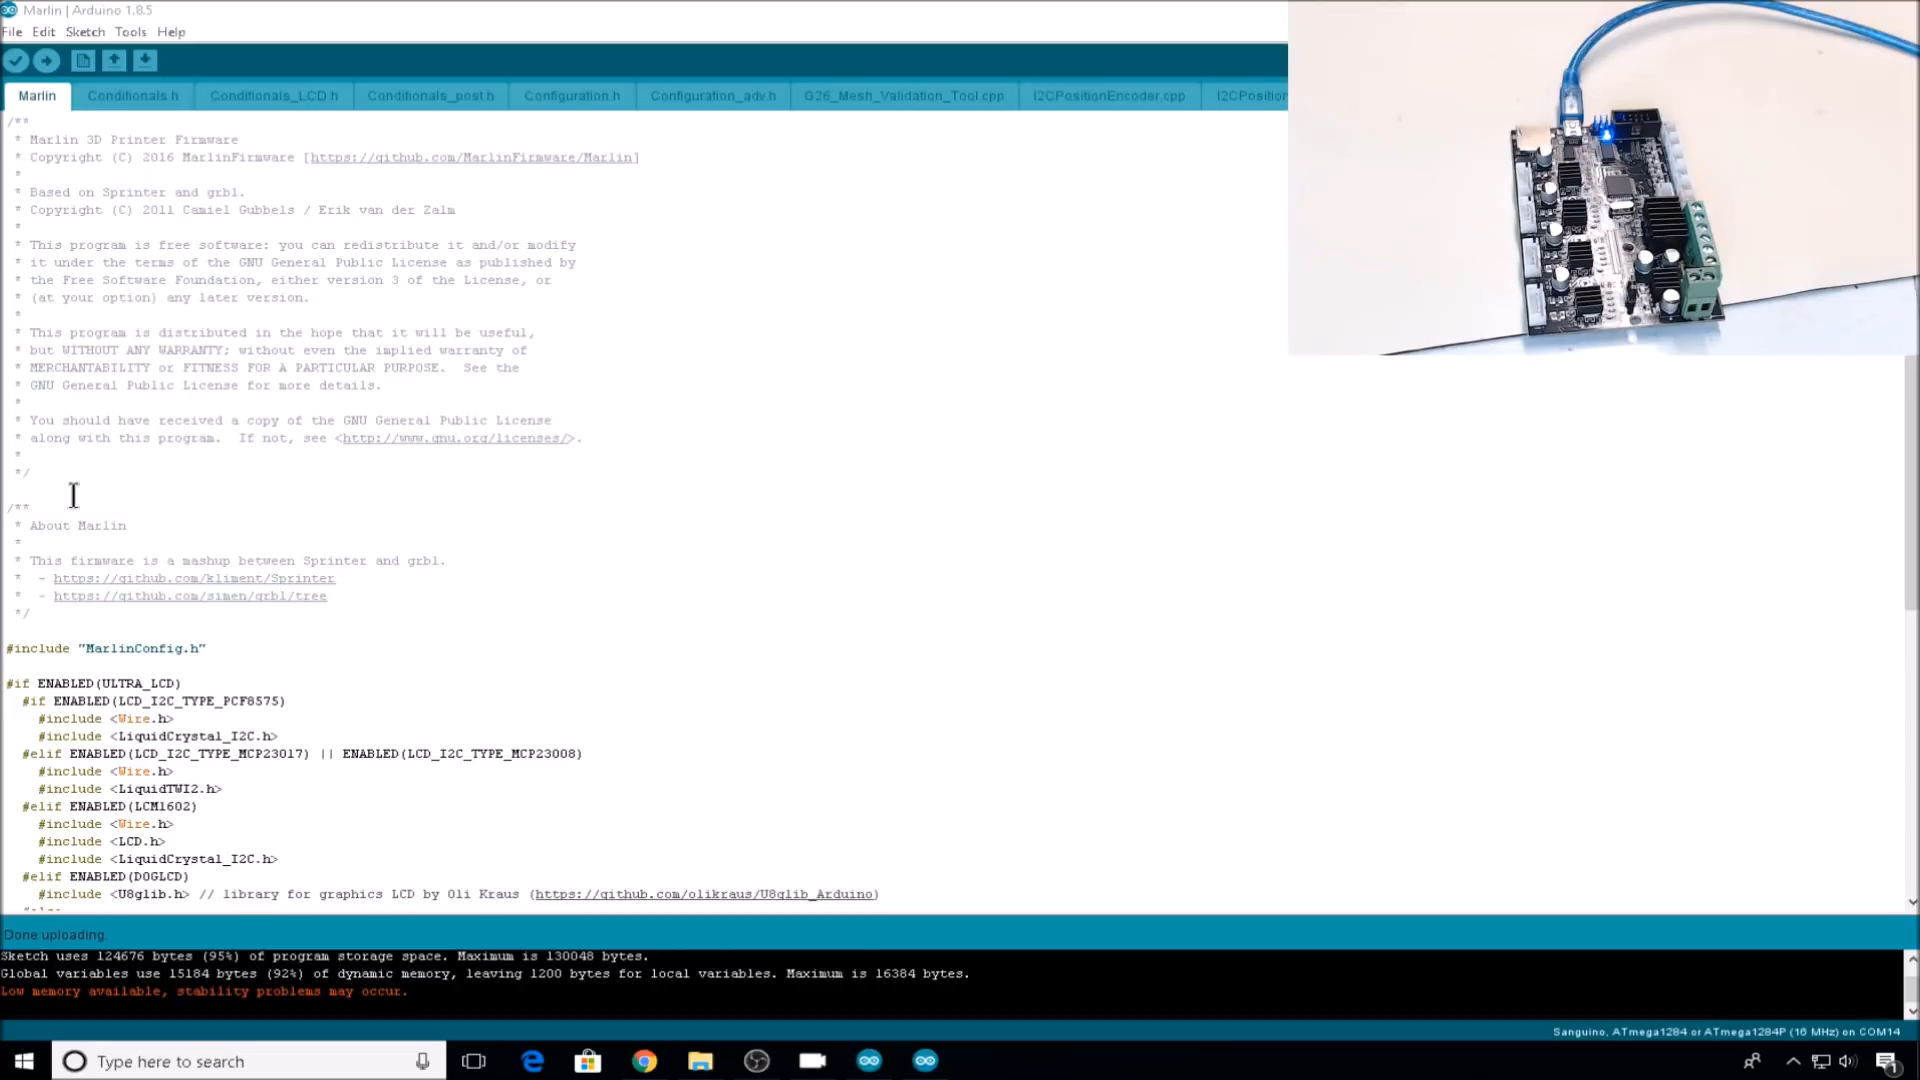 Marlin | Arduino 1.8.5
File Edit Sketch Tools Help
Marlin Conditionals.h Conditionals_LCD.h Conditionals_post.h Configuration.h Configuration_adv.h G26_Mesh_Validation_Tool.cpp I2CPositionEncoder.cpp I2CPosition
/**
* Marlin 3D Printer Firmware
* Copyright (C) 2016 MarlinFirmware [https://github.com/MarlinFirmware/Marlin]
*
* Based on Sprinter and grbl.
* Copyright (C) 2011 Camiel Gubbels / Erik van der Zalm
*
* This program is free software: you can redistribute it and/or modify
* it under the terms of the GNU General Public License as published by
* the Free Software Foundation, either version 3 of the License, or
* (at your option) any later version.
*
* This program is distributed in the hope that it will be useful,
* but WITHOUT ANY WARRANTY; without even the implied warranty of
* MERCHANTABILITY or FITNESS FOR A PARTICULAR PURPOSE.  See the
* GNU General Public License for more details.
*
* You should have received a copy of the GNU General Public License
* along with this program.  If not, see <http://www.gnu.org/licenses/>.
*
*/
/**
* About Marlin
*
* This firmware is a mashup between Sprinter and grbl.
*  - https://github.com/kliment/Sprinter
*  - https://github.com/simen/grbl/tree
*/
#include "MarlinConfig.h"
#if ENABLED(ULTRA_LCD)
#if ENABLED(LCD_I2C_TYPE_PCF8575)
#include <Wire.h>
#include <LiquidCrystal_I2C.h>
#elif ENABLED(LCD_I2C_TYPE_MCP23017) || ENABLED(LCD_I2C_TYPE_MCP23008)
#include <Wire.h>
#include <LiquidTWI2.h>
#elif ENABLED(LCM1602)
#include <Wire.h>
#include <LCD.h>
#include <LiquidCrystal_I2C.h>
#elif ENABLED(DOGLCD)
#include <U8glib.h> // library for graphics LCD by Oli Kraus (https://github.com/olikraus/U8glib_Arduino)
Done uploading.
Sketch uses 124676 bytes (95%) of program storage space. Maximum is 130048 bytes.
Global variables use 15184 bytes (92%) of dynamic memory, leaving 1200 bytes for local variables. Maximum is 16384 bytes.
Low memory available, stability problems may occur.
Sanguino, ATmega1284 or ATmega1284P (16 MHz) on COM14
Type here to search
1